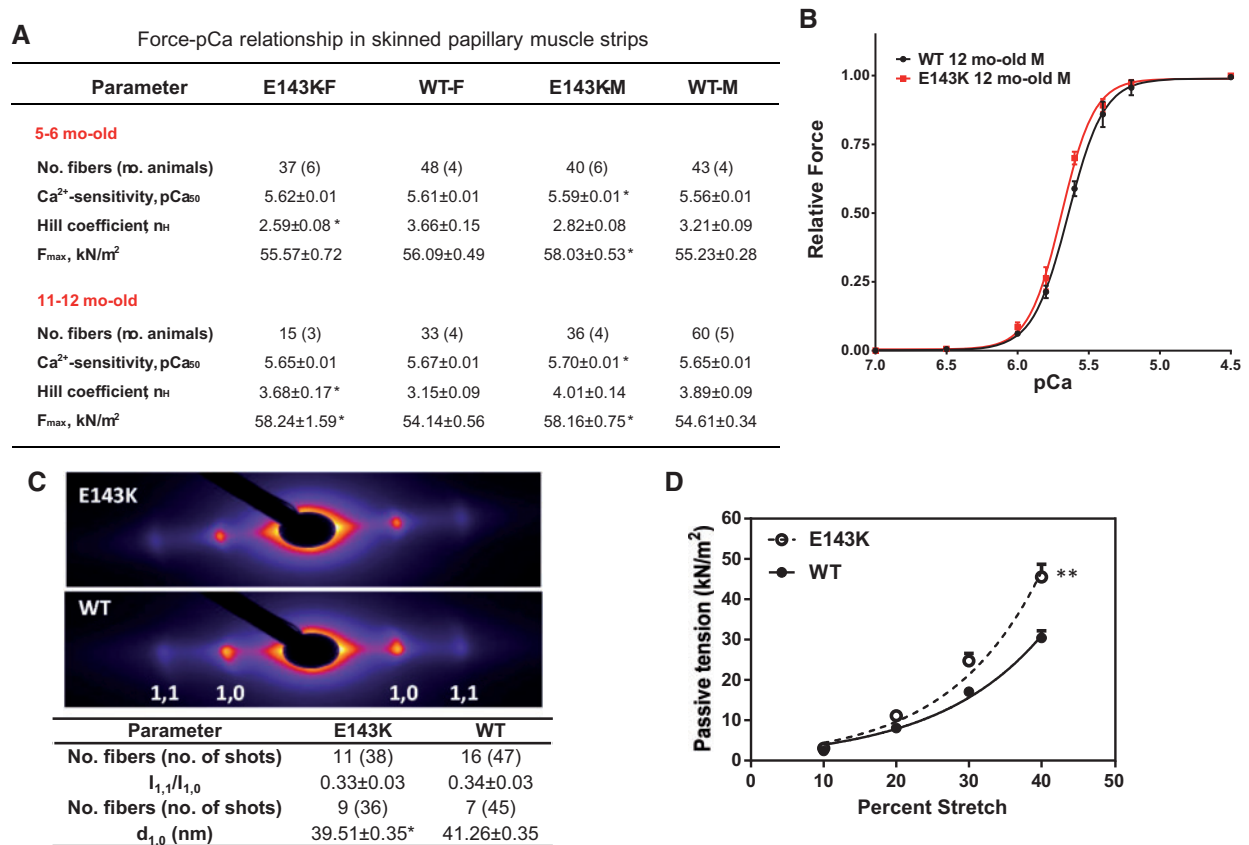 A
Force-pCa relationship in skinned papillary muscle strips
Parameter E143K-F WT-F E143K-M WT-M
5-6 mo-old
No. fibers (no. animals) 37 (6) 48 (4) 40 (6) 43 (4)
Ca2+-sensitivity, pCa50 5.62±0.01 5.61±0.01 5.59±0.01 * 5.56±0.01
Hill coefficient, nH 2.59±0.08 * 3.66±0.15 2.82±0.08 3.21±0.09
Fmax, kN/m2 55.57±0.72 56.09±0.49 58.03±0.53 * 55.23±0.28
11-12 mo-old
No. fibers (no. animals) 15 (3) 33 (4) 36 (4) 60 (5)
Ca2+-sensitivity, pCa50 5.65±0.01 5.67±0.01 5.70±0.01 * 5.65±0.01
Hill coefficient, nH 3.68±0.17 * 3.15±0.09 4.01±0.14 3.89±0.09
Fmax, kN/m2 58.24±1.59 * 54.14±0.56 58.16±0.75 * 54.61±0.34
B
WT 12 mo-old M
E143K 12 mo-old M
Relative Force
1.00
0.75
0.50
0.25
0.00
7.0 6.5 6.0 5.5 5.0 4.5
pCa
C
E143K
WT
1,1 1,0 1,0 1,1
Parameter E143K WT
No. fibers (no. of shots) 11 (38) 16 (47)
I1,1/I1,0 0.33±0.03 0.34±0.03
No. fibers (no. of shots) 9 (36) 7 (45)
d1,0 (nm) 39.51±0.35* 41.26±0.35
D
E143K
WT
**
Passive tension (kN/m2)
60
50
40
30
20
10
0
0 10 20 30 40 50
Percent Stretch